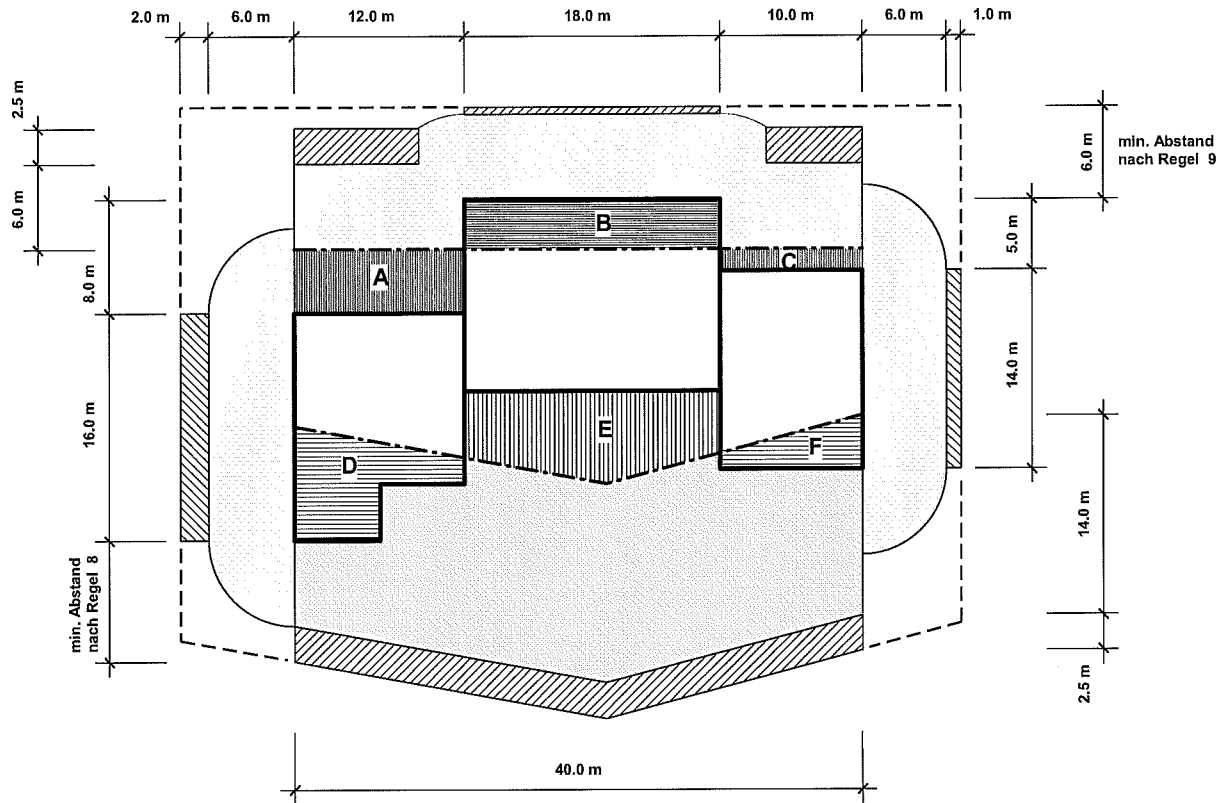 2.0 m
6.0 m
12.0 m
18.0 m
10.0 m
6.0 m
1.0 m
2.5 m
6.0 m
8.0 m
16.0 m
min. Abstand
nach Regel 8
A
B
C
D
E
F
6.0 m
min. Abstand
nach Regel 9
5.0 m
14.0 m
14.0 m
2.5 m
40.0 m